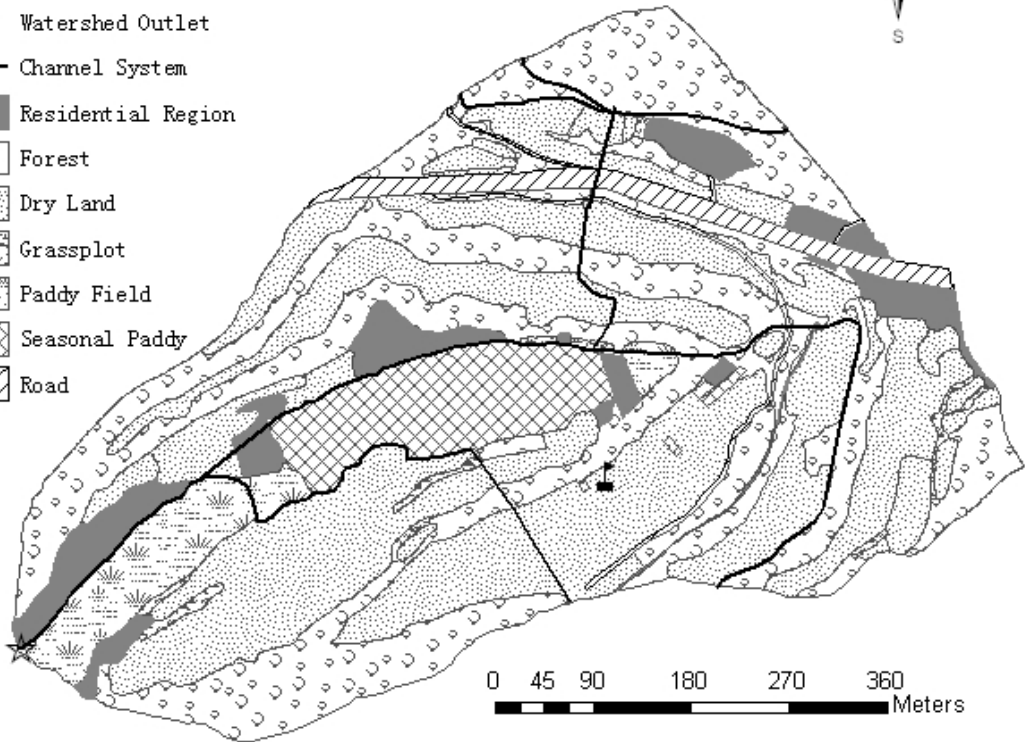 Watershed Outlet
Channel System
Residential Region
Forest
Dry Land
Grassplot
Paddy Field
Seasonal Paddy
Road
S
0 45 90 180 270 360
Meters